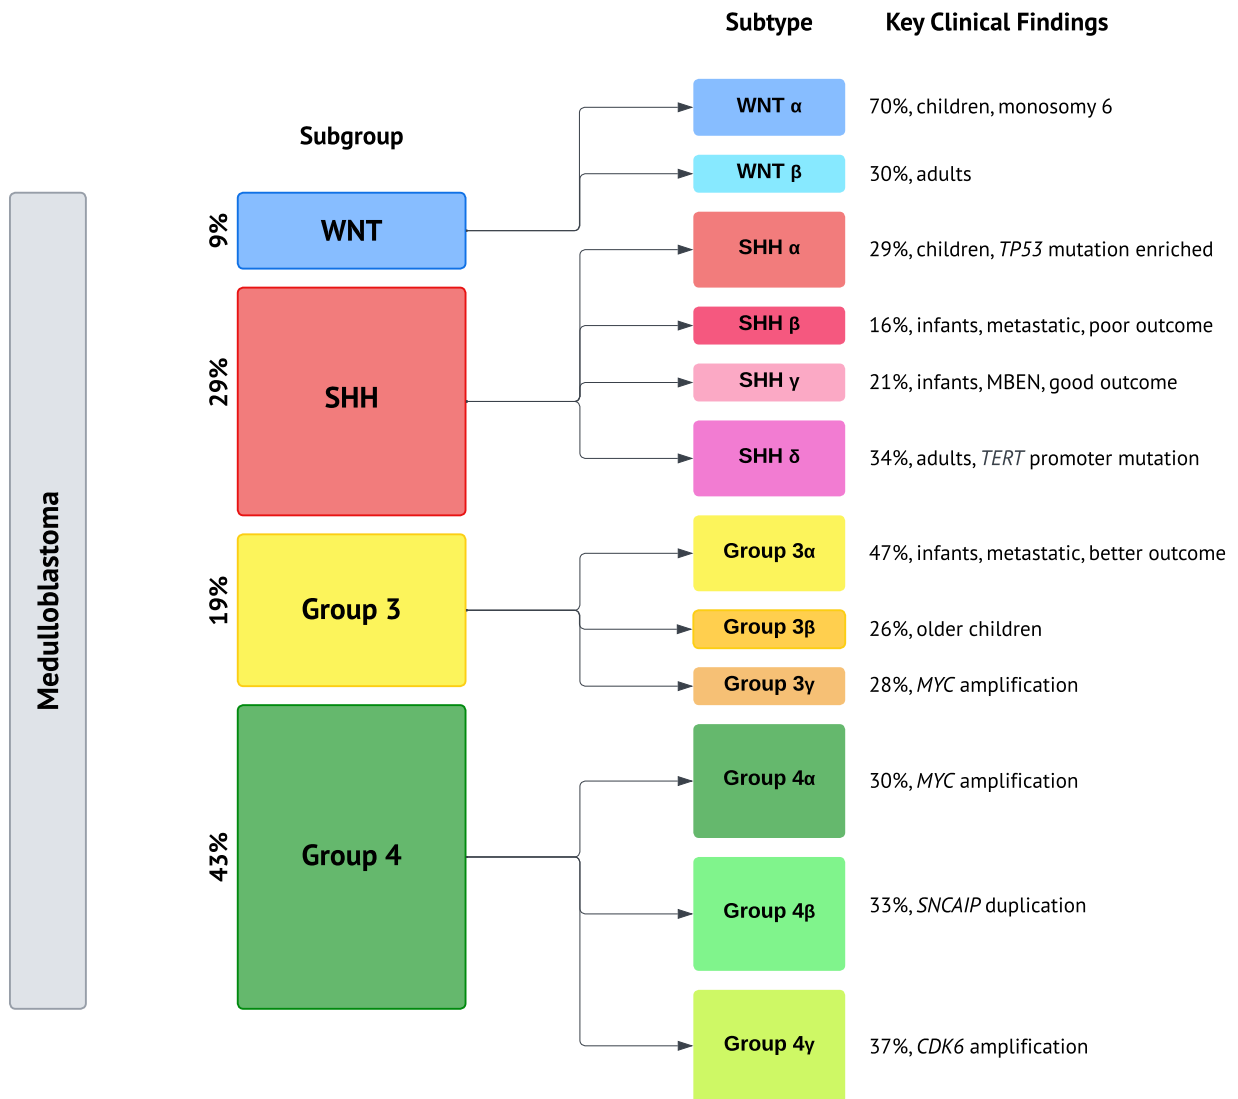 Subtype
Key Clinical Findings
Subgroup
Medulloblastoma
9%
WNT
WNT α
70%, children, monosomy 6
WNT β
30%, adults
29%
SHH
SHH α
29%, children, TP53 mutation enriched
SHH β
16%, infants, metastatic, poor outcome
SHH γ
21%, infants, MBEN, good outcome
SHH δ
34%, adults, TERT promoter mutation
19%
Group 3
Group 3α
47%, infants, metastatic, better outcome
Group 3β
26%, older children
Group 3γ
28%, MYC amplification
43%
Group 4
Group 4α
30%, MYC amplification
Group 4β
33%, SNCAIP duplication
Group 4γ
37%, CDK6 amplification